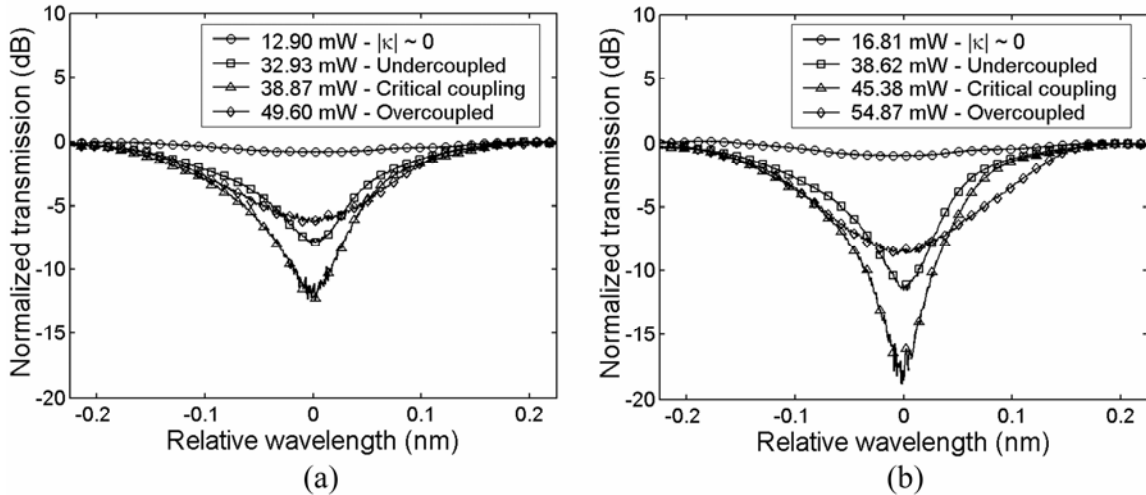 10
5
0
-5
-10
-15
-20
Normalized transmission (dB)
12.90 mW - |κ| ~ 0
32.93 mW - Undercoupled
38.87 mW - Critical coupling
49.60 mW - Overcoupled
-0.2
-0.1
0
0.1
0.2
Relative wavelength (nm)
(a)
10
5
0
-5
-10
-15
-20
Normalized transmission (dB)
16.81 mW - |κ| ~ 0
38.62 mW - Undercoupled
45.38 mW - Critical coupling
54.87 mW - Overcoupled
-0.2
-0.1
0
0.1
0.2
Relative wavelength (nm)
(b)